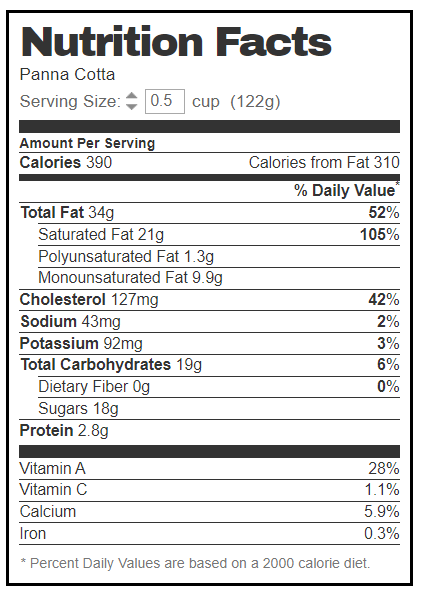 Nutrition Facts
Panna Cotta
Serving Size: 0.5 cup (122g)
Amount Per Serving
Calories 390 Calories from Fat 310
% Daily Value*
Total Fat 34g 52%
Saturated Fat 21g 105%
Polyunsaturated Fat 1.3g
Monounsaturated Fat 9.9g
Cholesterol 127mg 42%
Sodium 43mg 2%
Potassium 92mg 3%
Total Carbohydrates 19g 6%
Dietary Fiber 0g 0%
Sugars 18g
Protein 2.8g
Vitamin A 28%
Vitamin C 1.1%
Calcium 5.9%
Iron 0.3%
* Percent Daily Values are based on a 2000 calorie diet.